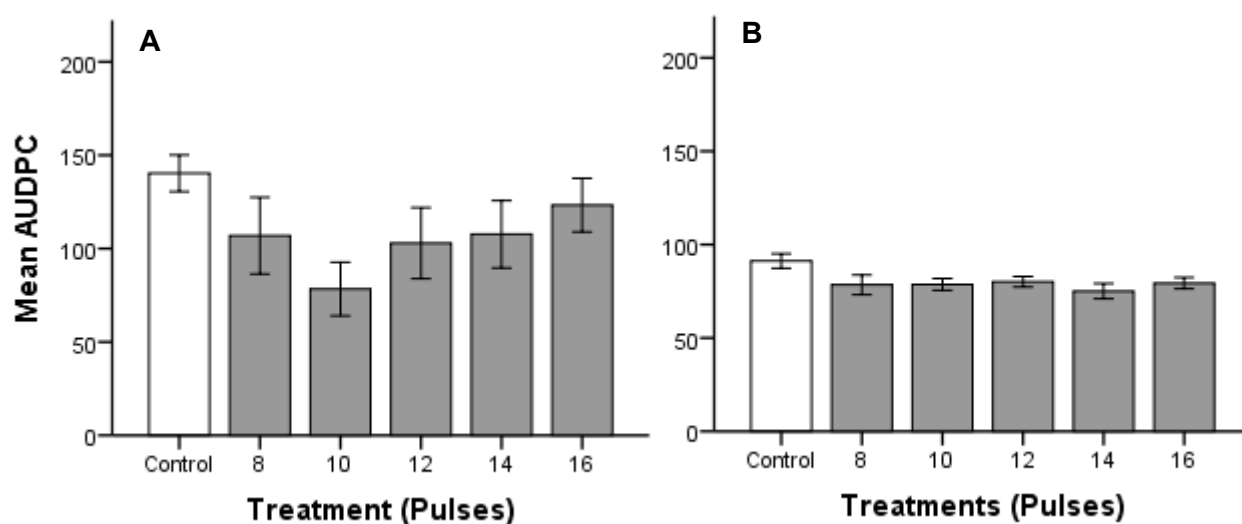 A
Mean AUDPC
200
150
100
50
0
Control 8 10 12 14 16
Treatment (Pulses)
B
200
150
100
50
0
Control 8 10 12 14 16
Treatments (Pulses)